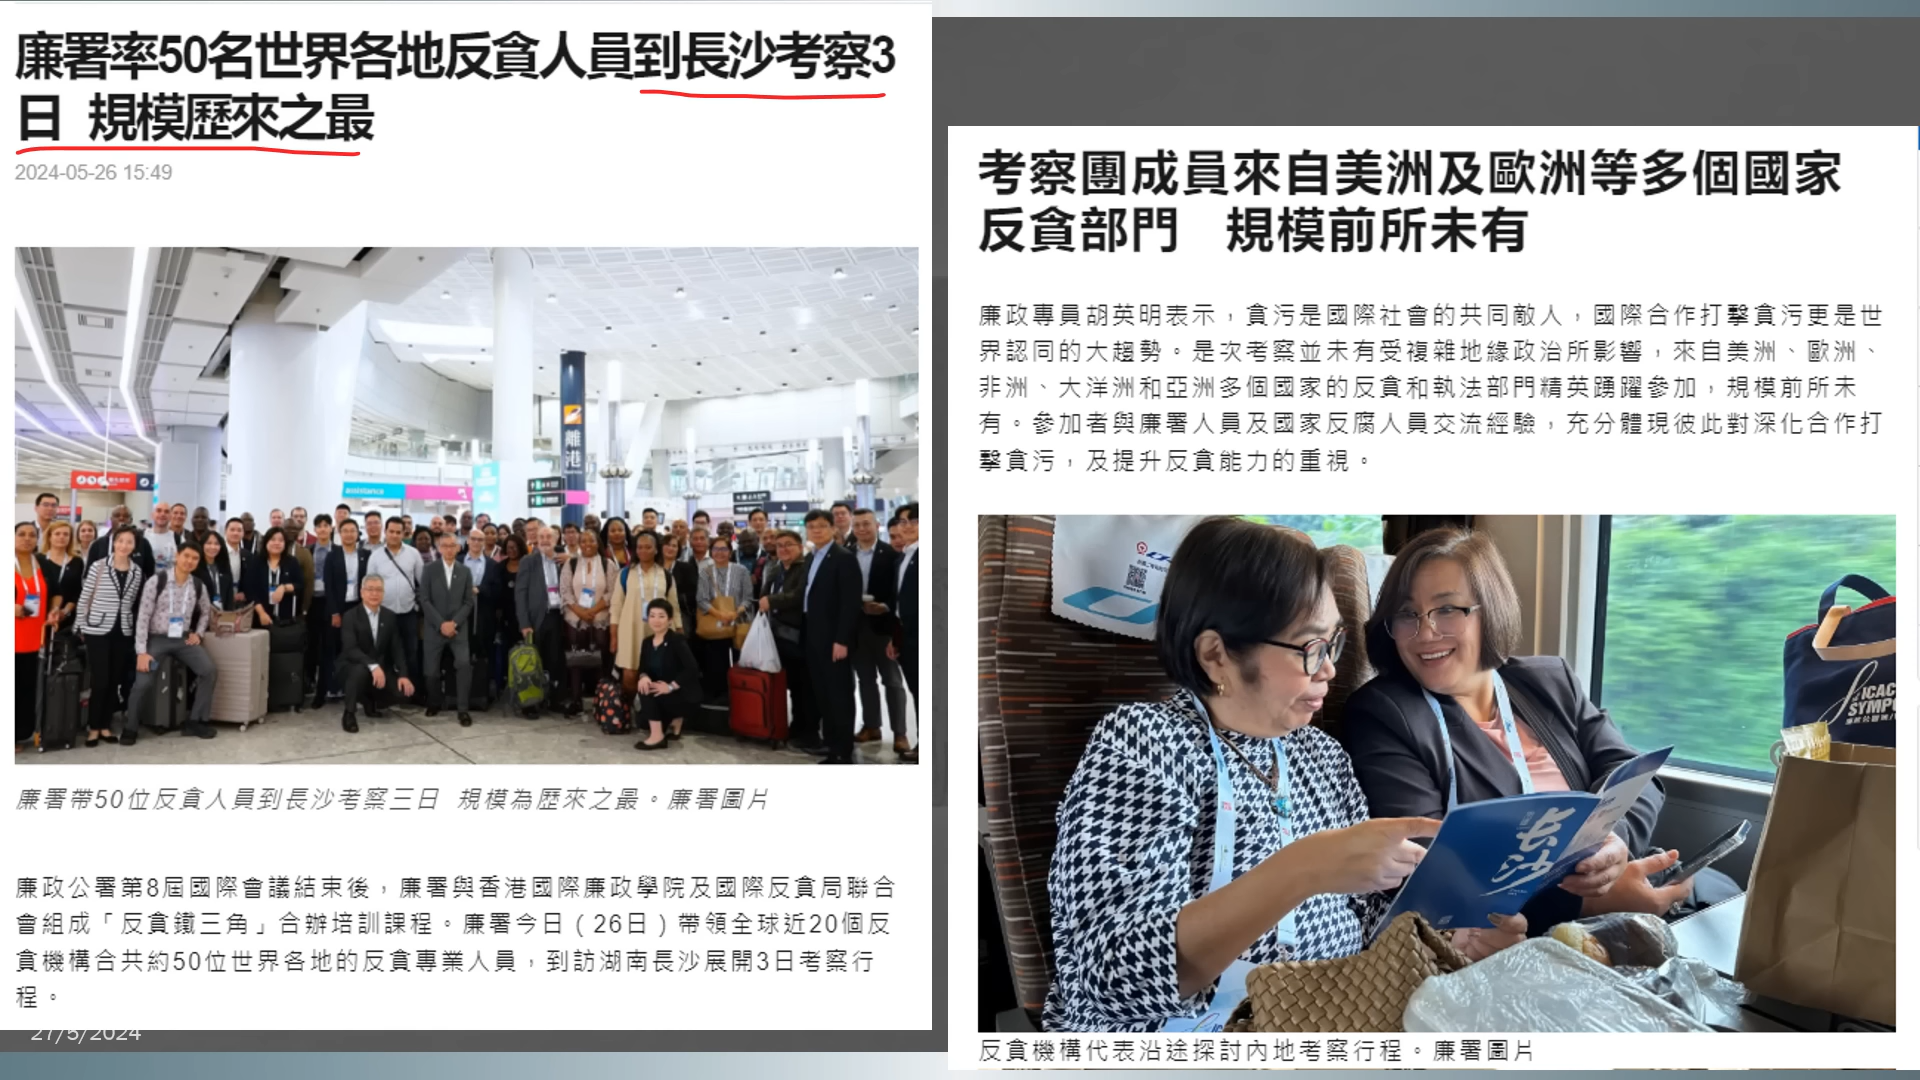 廉署率50名世界各地反貪人員到長沙考察3
日 規模歷來之最
2024-05-26 15:49
離港
assistance
廉署帶50位反貪人員到長沙考察三日 規模為歷來之最。廉署圖片
廉政公署第8屆國際會議結束後，廉署與香港國際廉政學院及國際反貪局聯合
會組成「反貪鐵三角」合辦培訓課程。廉署今日（26日）帶領全球近20個反
貪機構合共約50位世界各地的反貪專業人員，到訪湖南長沙展開3日考察行
程。
27/5/2024
考察團成員來自美洲及歐洲等多個國家
反貪部門 規模前所未有
廉政專員胡英明表示，貪污是國際社會的共同敵人，國際合作打擊貪污更是世
界認同的大趨勢。是次考察並未有受複雜地緣政治所影響，來自美洲、歐洲、
非洲、大洋洲和亞洲多個國家的反貪和執法部門精英踴躍參加，規模前所未
有。參加者與廉署人員及國家反腐人員交流經驗，充分體現彼此對深化合作打
擊貪污，及提升反貪能力的重視。
ICAC
SYMPO
长沙
反貪機構代表沿途探討內地考察行程。廉署圖片